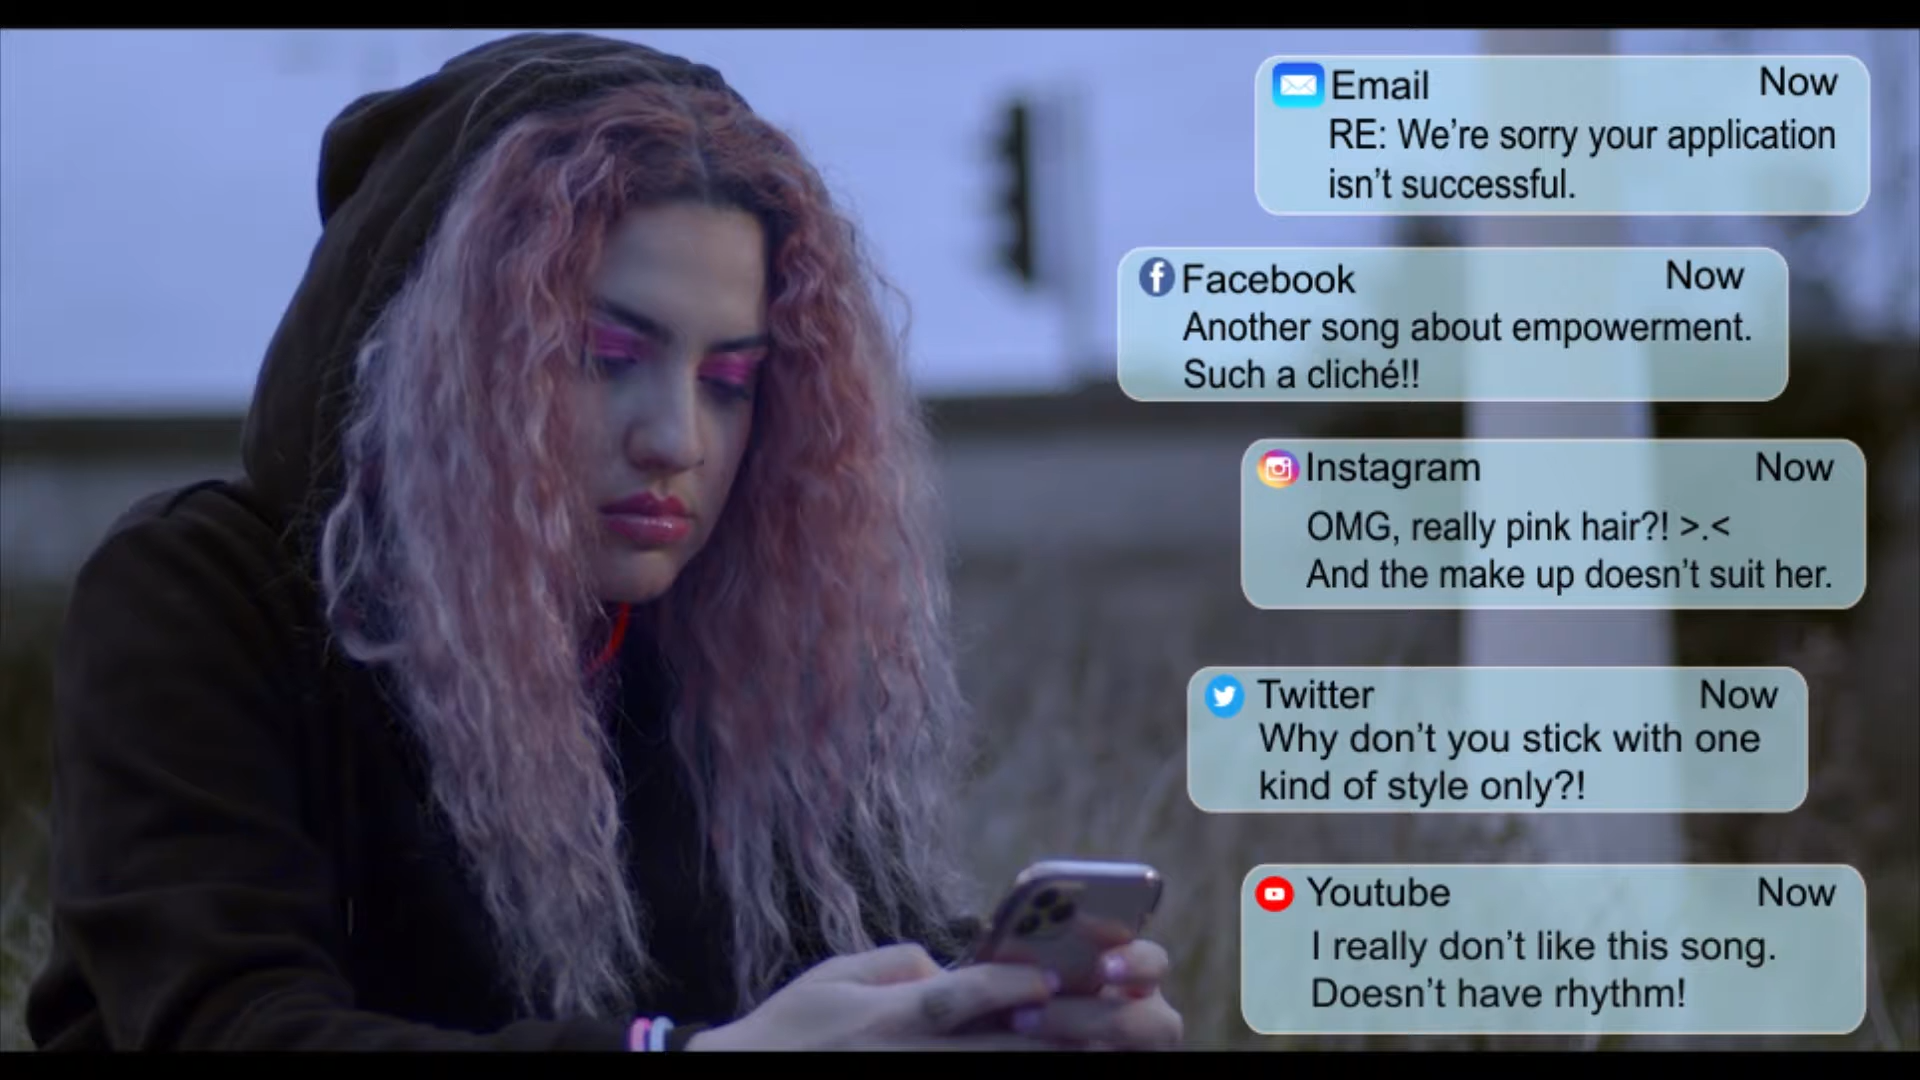 Email Now
RE: We're sorry your application
isn't successful.
Facebook Now
Another song about empowerment.
Such a cliché!!
Instagram Now
OMG, really pink hair?! >.<
And the make up doesn't suit her.
Twitter Now
Why don't you stick with one
kind of style only?!
Youtube Now
I really don't like this song.
Doesn't have rhythm!